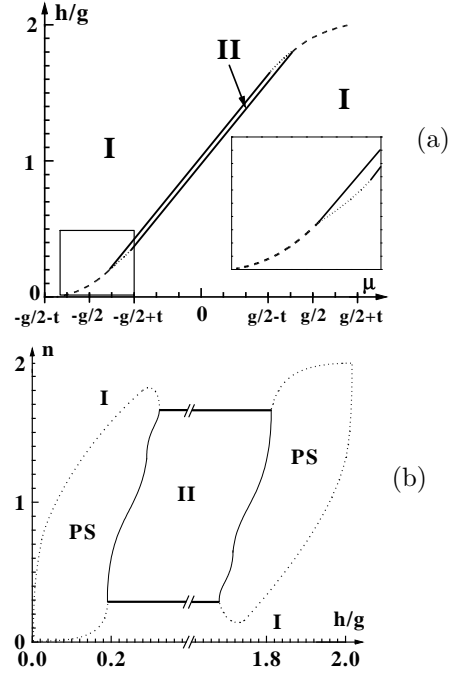 h/g
2
II
I
I
(a)
1
0
μ
-g/2-t -g/2 -g/2+t 0 g/2-t g/2 g/2+t
n
2
I
PS
PS
(b)
II
1
I
h/g
0
0.0 0.2 1.8 2.0